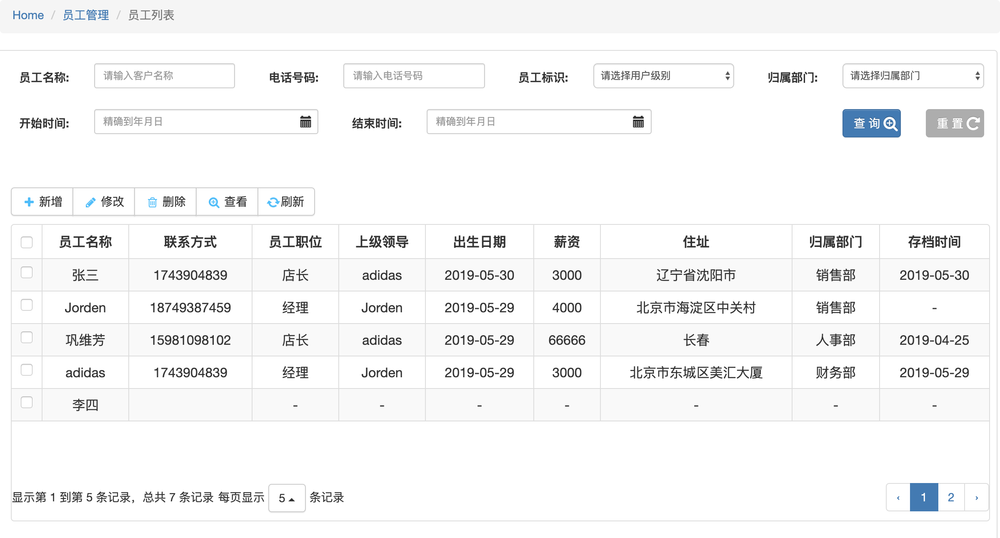 Home / 员工管理 / 员工列表
员工名称: 请输入客户名称 电话号码: 请输入电话号码 员工标识: 请选择用户级别 归属部门: 请选择归属部门
开始时间: 精确到年月日 结束时间: 精确到年月日 查 询 重 置
新增 修改 删除 查看 刷新
员工名称 联系方式 员工职位 上级领导 出生日期 薪资 住址 归属部门 存档时间
张三 1743904839 店长 adidas 2019-05-30 3000 辽宁省沈阳市 销售部 2019-05-30
Jorden 18749387459 经理 Jorden 2019-05-29 4000 北京市海淀区中关村 销售部 -
巩维芳 15981098102 店长 adidas 2019-05-29 66666 长春 人事部 2019-04-25
adidas 1743904839 经理 Jorden 2019-05-29 3000 北京市东城区美汇大厦 财务部 2019-05-29
李四 - - - - - - -
显示第 1 到第 5 条记录，总共 7 条记录 每页显示 5 条记录 ‹ 1 2 ›